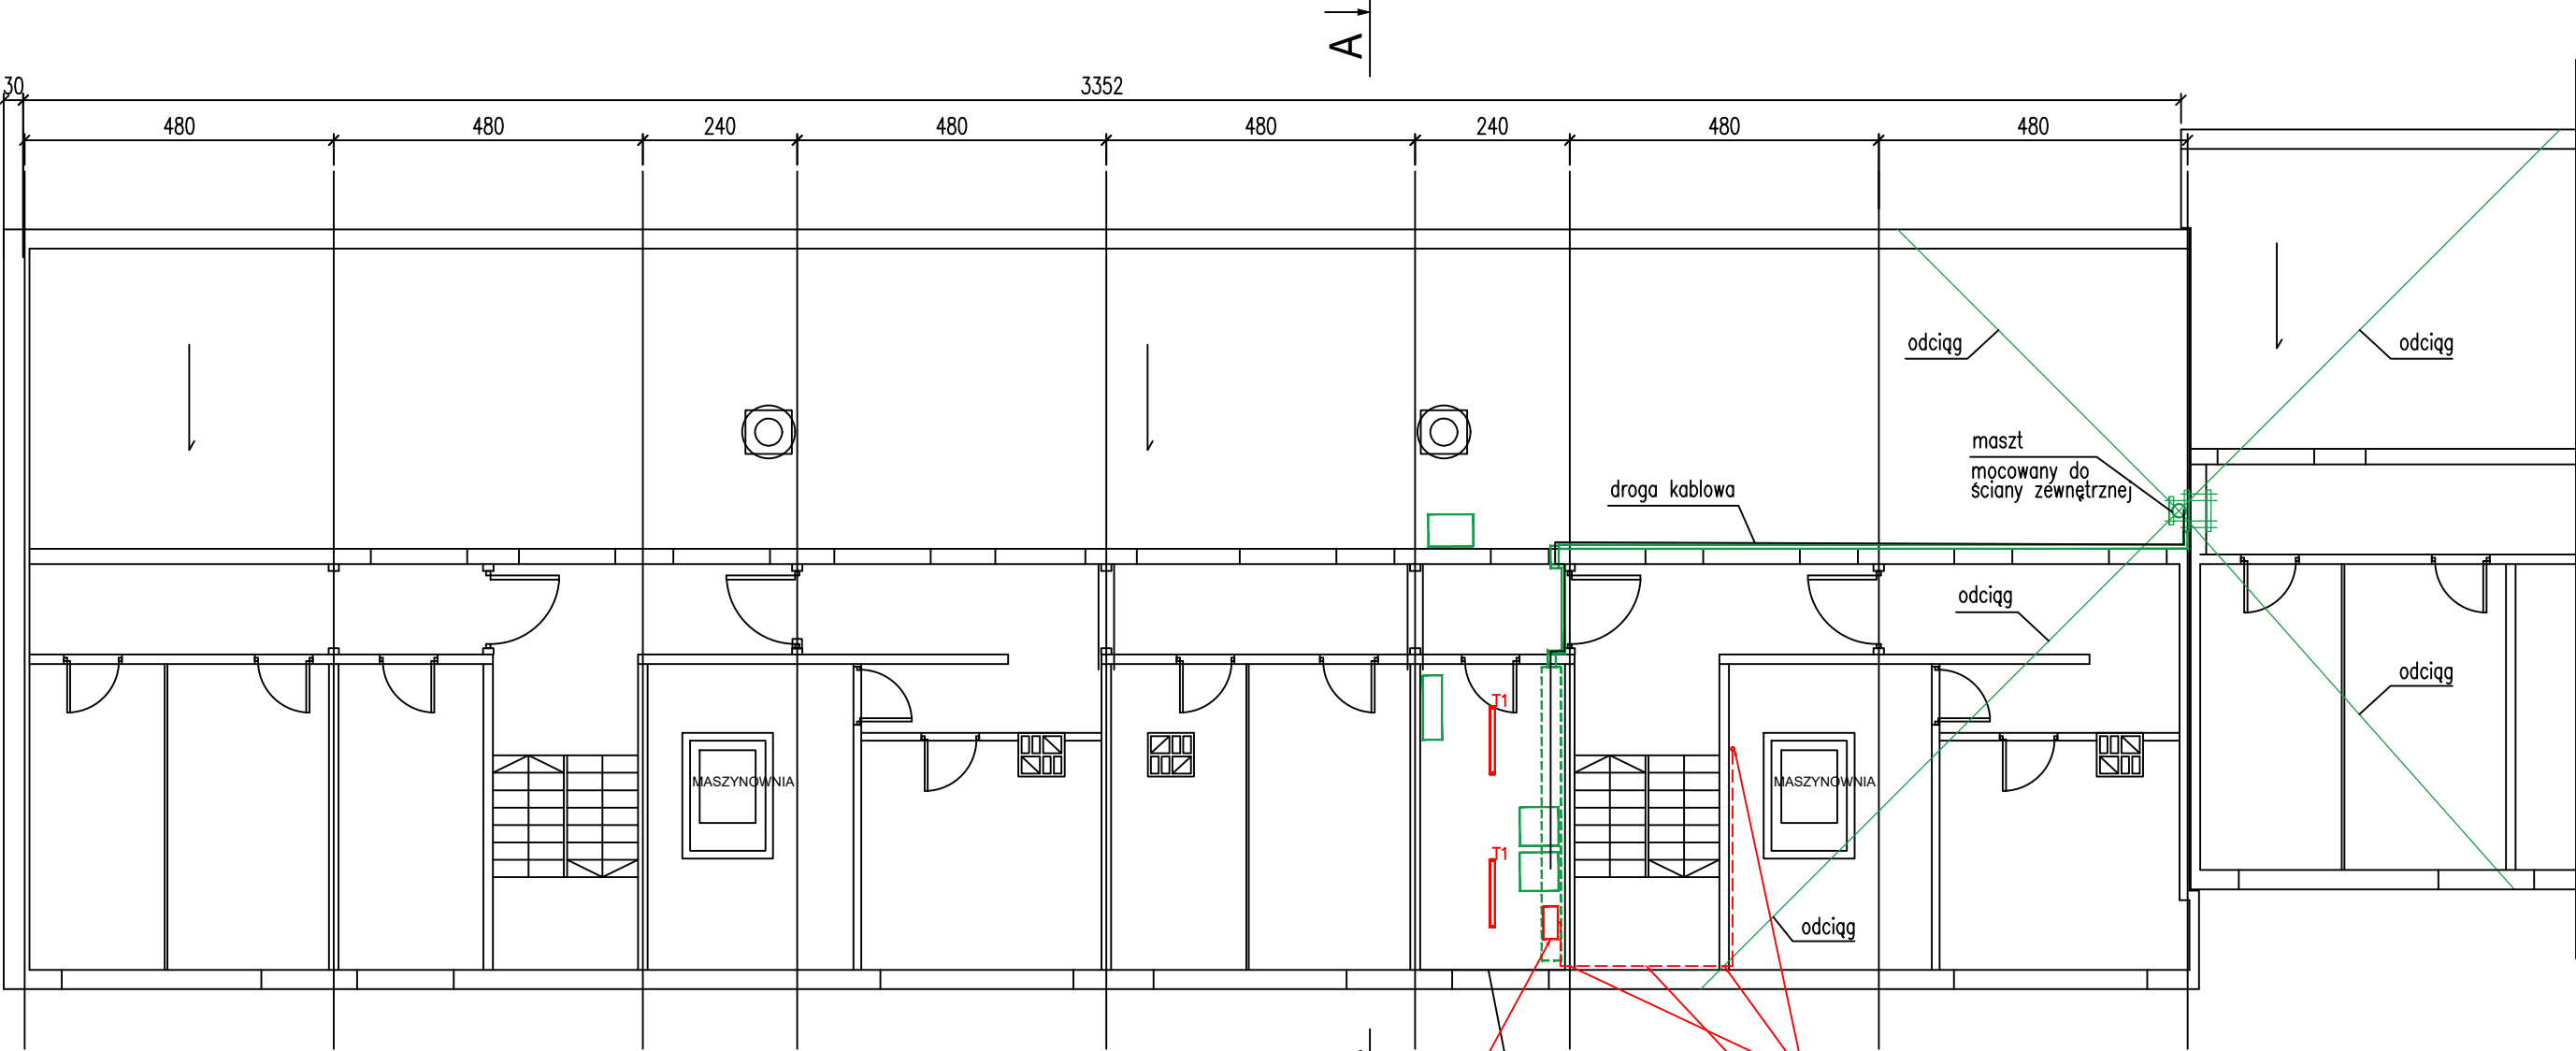 A
30
3352
480
480
240
480
480
240
480
480
odciąg
odciąg
maszt
mocowany do
ściany zewnętrznej
droga kablowa
odciąg
odciąg
T1
MASZYNOWNIA
MASZYNOWNIA
T1
odciąg